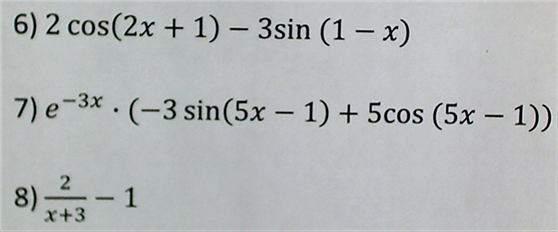 6) 2 cos(2x + 1) − 3sin (1 − x)
7) e^{−3x} · (−3 sin(5x − 1) + 5cos (5x − 1))
8) \frac{2}{x+3} − 1